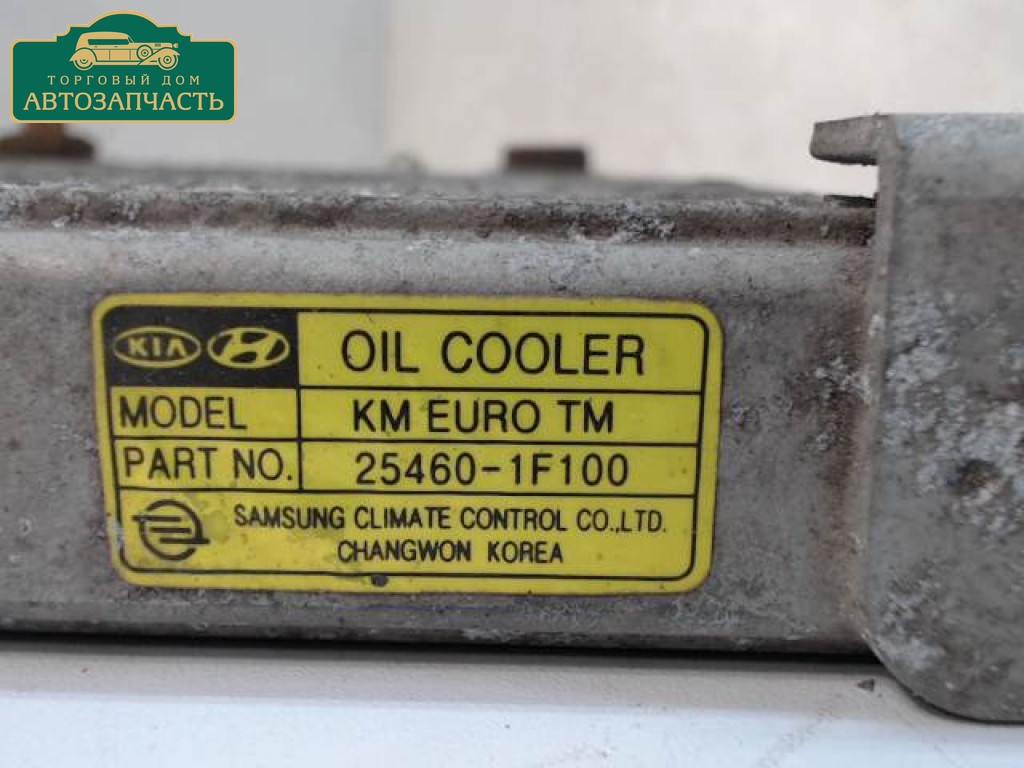 ТОРГОВЫЙ ДОМ
АВТОЗАПЧАСТЬ
KIA H OIL COOLER
MODEL KM EURO TM
PART NO. 25460-1F100
SAMSUNG CLIMATE CONTROL CO.,LTD.
CHANGWON KOREA